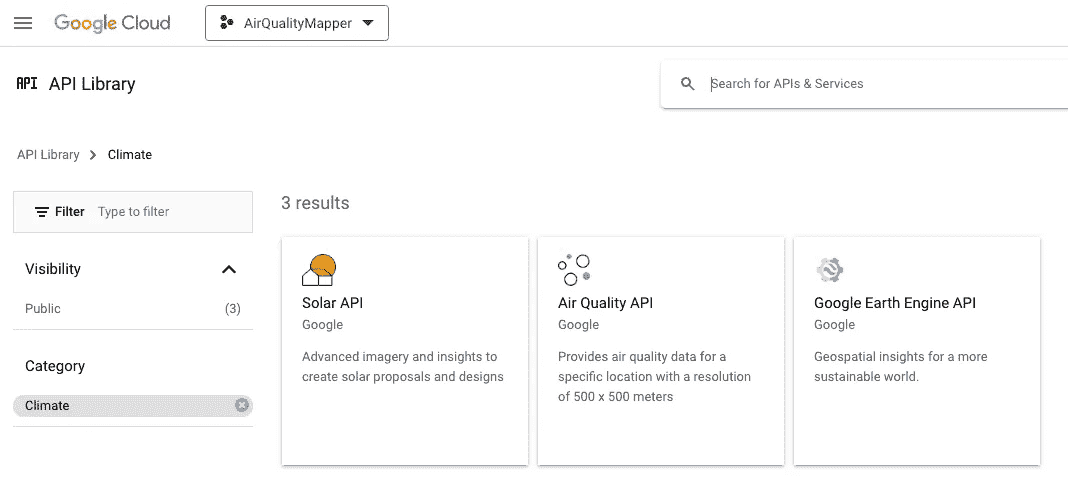 Google Cloud
AirQualityMapper
API
API Library
Search for APIs & Services
API Library
Climate
Filter
Type to filter
3 results
Visibility
Public
(3)
Category
Climate
Solar API
Google
Advanced imagery and insights to
create solar proposals and designs
Air Quality API
Google
Provides air quality data for a
specific location with a resolution
of 500 x 500 meters
Google Earth Engine API
Google
Geospatial insights for a more
sustainable world.